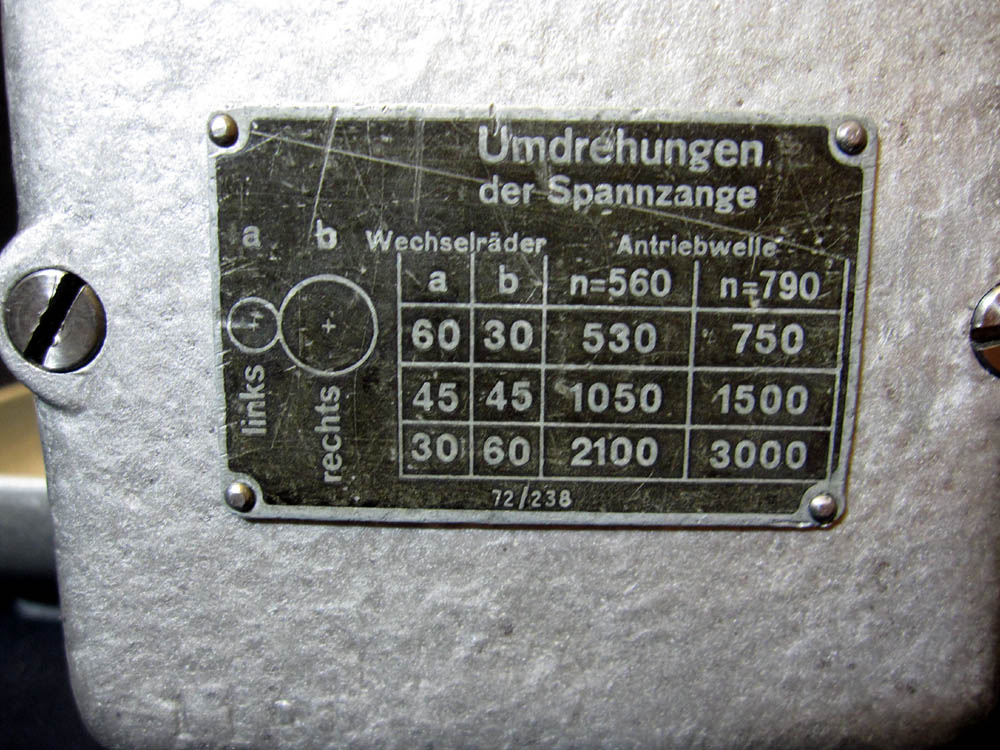 Umdrehungen
der Spannzange
a b Wechselräder Antriebwelle
a b n=560 n=790
60 30 530 750
45 45 1050 1500
30 60 2100 3000
links
rechts
72/238